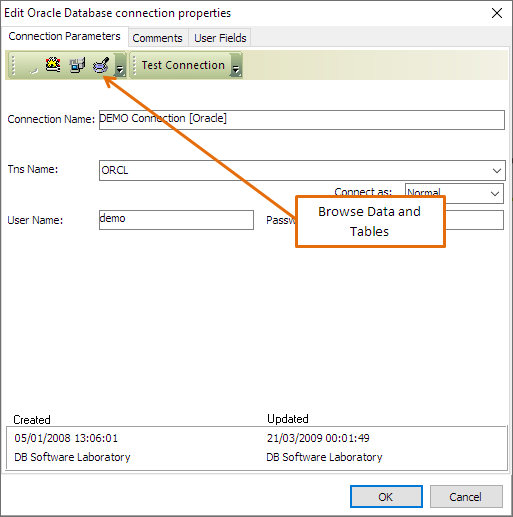 Edit Oracle Database connection properties
Connection Parameters Comments User Fields
Test Connection
Connection Name: DEMO Connection [Oracle]
Tns Name: ORCL
Connect as: Normal
User Name: demo
Browse Data and
Tables
Created Updated
05/01/2008 13:06:01 21/03/2009 00:01:49
DB Software Laboratory DB Software Laboratory
OK Cancel